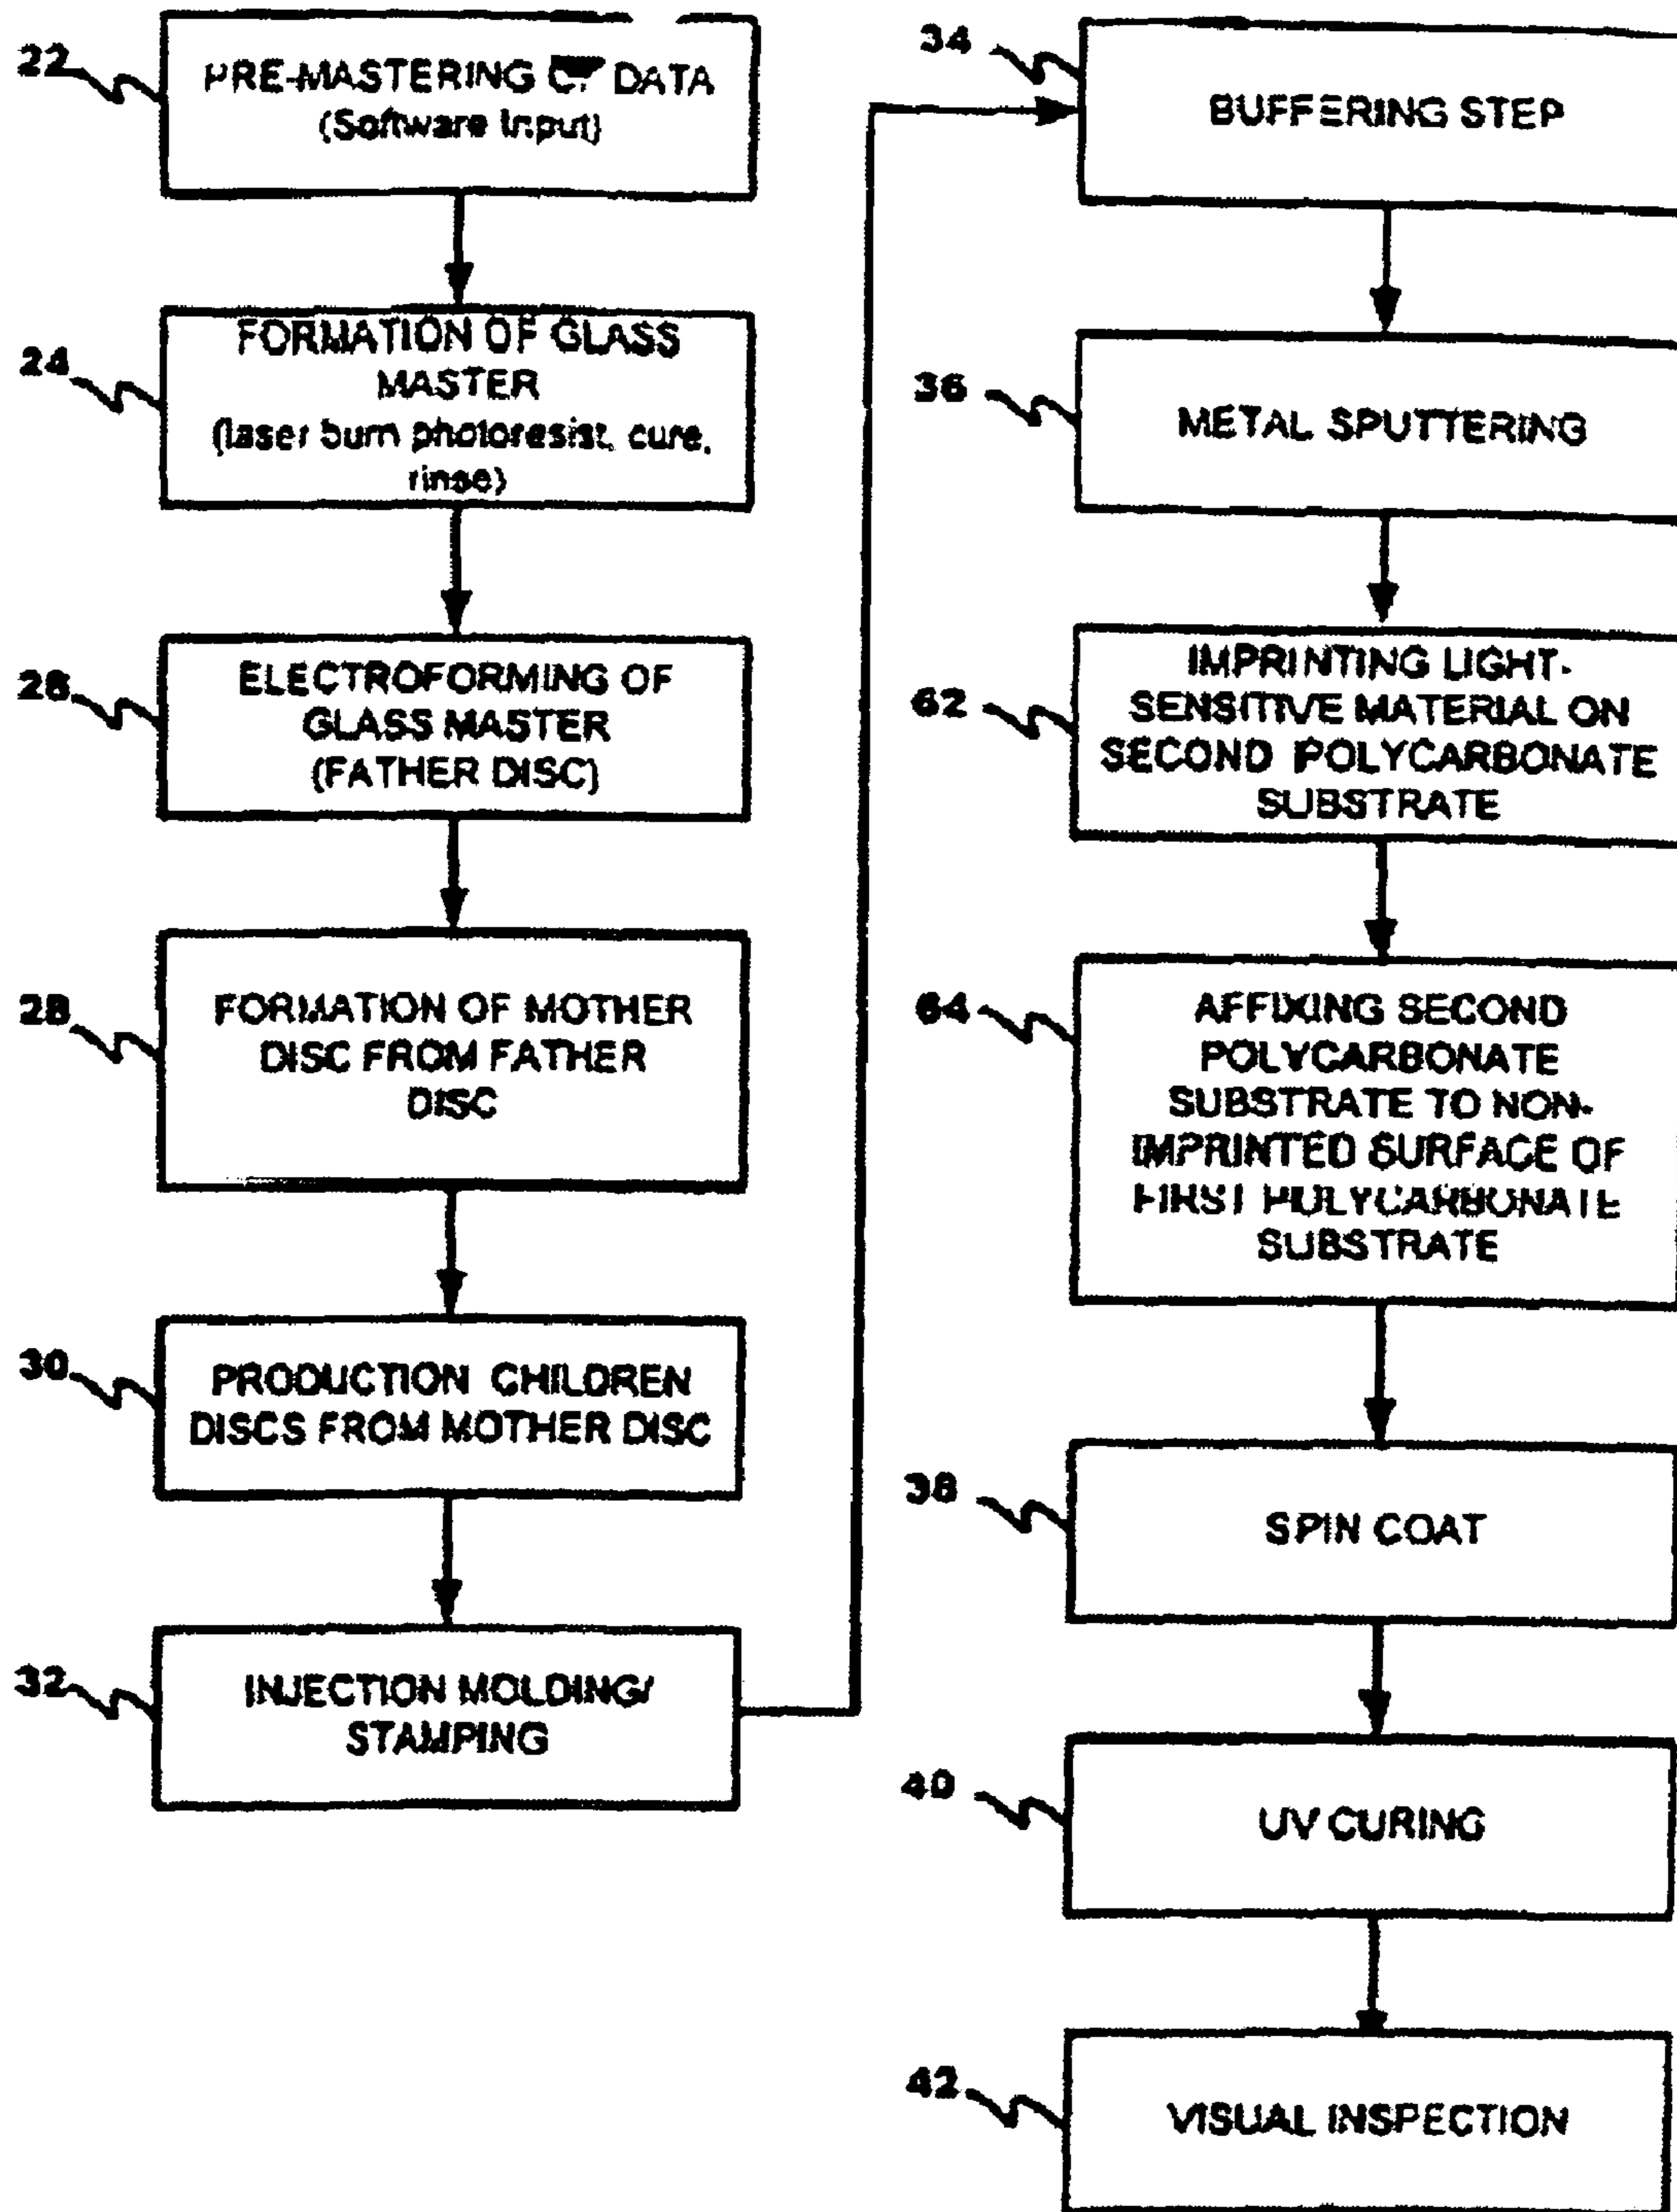 22
PRE-MASTERING OF DATA
(Software Input)
24
FORMATION OF GLASS
MASTER
(laser burn photoresist, cure,
rinse)
26
ELECTROFORMING OF
GLASS MASTER
(FATHER DISC)
28
FORMATION OF MOTHER
DISC FROM FATHER
DISC
30
PRODUCTION CHILDREN
DISCS FROM MOTHER DISC
32
INJECTION MOLDING/
STAMPING
34
BUFFERING STEP
36
METAL SPUTTERING
62
IMPRINTING LIGHT-
SENSITIVE MATERIAL ON
SECOND POLYCARBONATE
SUBSTRATE
64
AFFIXING SECOND
POLYCARBONATE
SUBSTRATE TO NON-
IMPRINTED SURFACE OF
FIRST POLYCARBONATE
SUBSTRATE
38
SPIN COAT
40
UV CURING
42
VISUAL INSPECTION